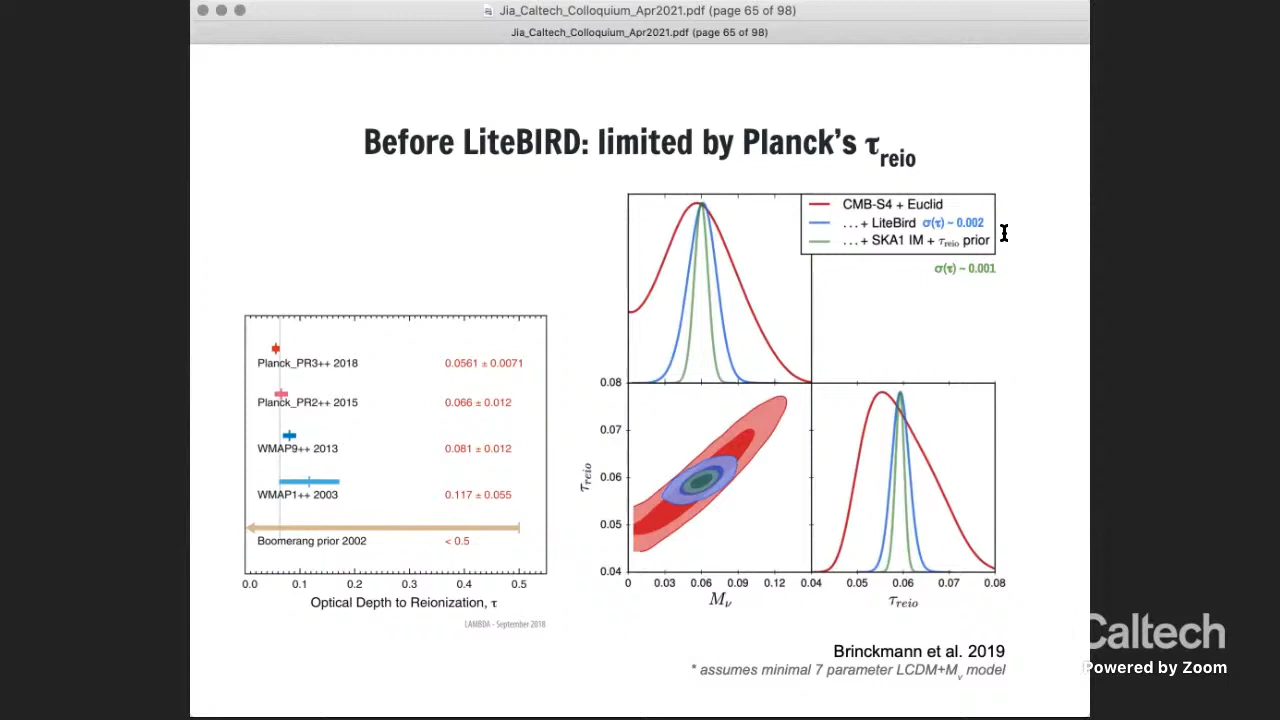 Jia_Caltech_Colloquium_Apr2021.pdf (page 65 of 98)
Jia_Caltech_Colloquium_Apr2021.pdf (page 65 of 98)
Before LiteBIRD: limited by Planck's τreio
CMB-S4 + Euclid
... + LiteBird σ(τ) ~ 0.002
... + SKA1 IM + τreio prior
σ(τ) ~ 0.001
Planck_PR3++ 2018 0.0561 ± 0.0071
Planck_PR2++ 2015 0.066 ± 0.012
WMAP9++ 2013 0.081 ± 0.012
WMAP1++ 2003 0.117 ± 0.055
Boomerang prior 2002 < 0.5
0.0 0.1 0.2 0.3 0.4 0.5
Optical Depth to Reionization, τ
LAMBDA - September 2018
0.08
0.07
0.06
0.05
0.04
τreio
0 0.03 0.06 0.09 0.12 0.04 0.05 0.06 0.07 0.08
Mν
τreio
Brinckmann et al. 2019
* assumes minimal 7 parameter LCDM+Mν model
Caltech
Powered by Zoom